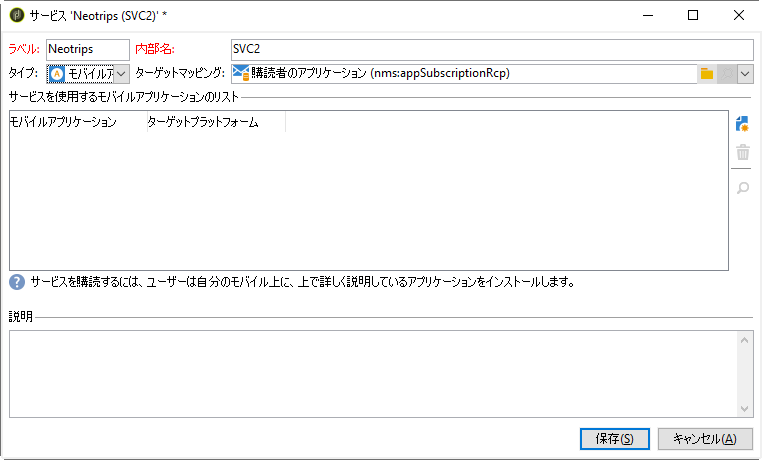 サービス 'Neotrips (SVC2)' *
ラベル: Neotrips 内部名: SVC2
タイプ: モバイルア ターゲットマッピング: 購読者のアプリケーション (nms:appSubscriptionRcp)
サービスを使用するモバイルアプリケーションのリスト
モバイルアプリケーション ターゲットプラットフォーム
サービスを購読するには、ユーザーは自分のモバイル上に、上で詳しく説明しているアプリケーションをインストールします。
説明
保存(S) キャンセル(A)